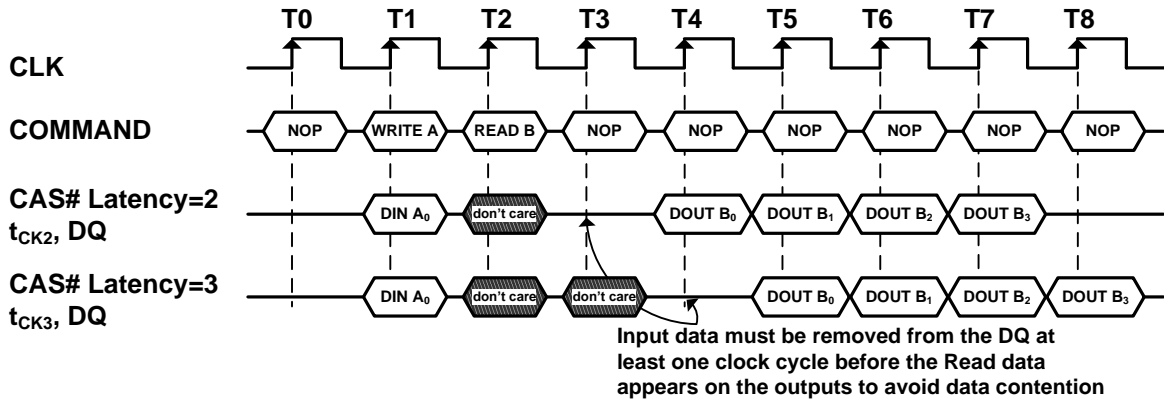 T0 T1 T2 T3 T4 T5 T6 T7 T8
CLK
COMMAND NOP WRITE A READ B NOP NOP NOP NOP NOP NOP
CAS# Latency=2
tCK2, DQ
DIN A0 don't care DOUT B0 DOUT B1 DOUT B2 DOUT B3
CAS# Latency=3
tCK3, DQ
DIN A0 don't care don't care DOUT B0 DOUT B1 DOUT B2 DOUT B3
Input data must be removed from the DQ at
least one clock cycle before the Read data
appears on the outputs to avoid data contention